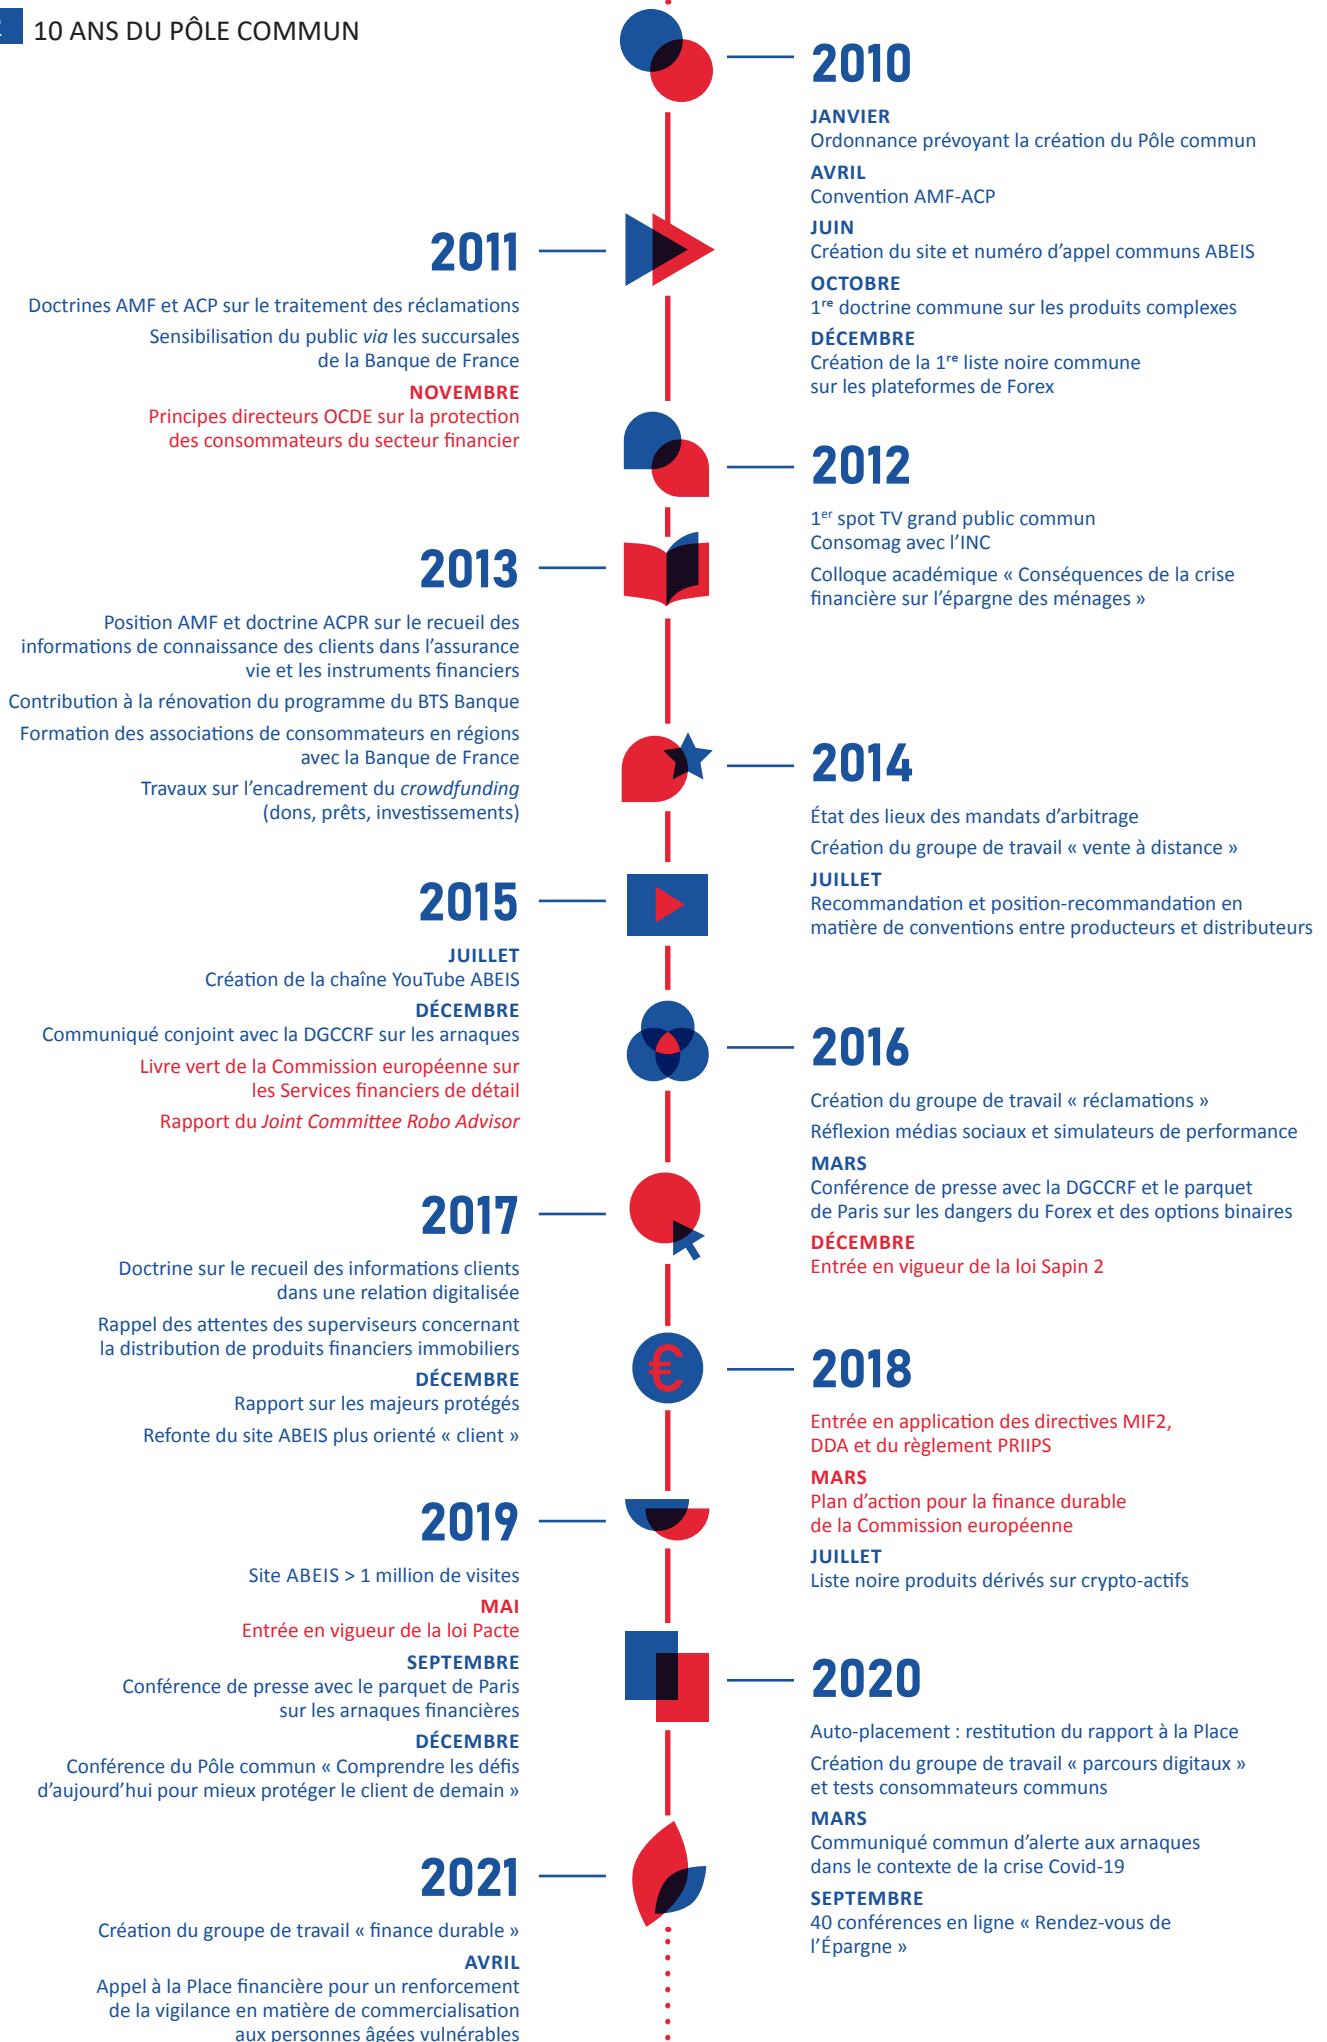 10 ANS DU PÔLE COMMUN
2010
JANVIER
Ordonnance prévoyant la création du Pôle commun
AVRIL
Convention AMF-ACP
JUIN
Création du site et numéro d’appel communs ABEIS
OCTOBRE
1re doctrine commune sur les produits complexes
DÉCEMBRE
Création de la 1re liste noire commune
sur les plateformes de Forex
2011
Doctrines AMF et ACP sur le traitement des réclamations
Sensibilisation du public via les succursales
de la Banque de France
NOVEMBRE
Principes directeurs OCDE sur la protection
des consommateurs du secteur financier
2012
1er spot TV grand public commun
Consomag avec l’INC
Colloque académique « Conséquences de la crise
financière sur l’épargne des ménages »
2013
Position AMF et doctrine ACPR sur le recueil des
informations de connaissance des clients dans l’assurance
vie et les instruments financiers
Contribution à la rénovation du programme du BTS Banque
Formation des associations de consommateurs en régions
avec la Banque de France
Travaux sur l’encadrement du crowdfunding
(dons, prêts, investissements)
2014
État des lieux des mandats d’arbitrage
Création du groupe de travail « vente à distance »
JUILLET
Recommandation et position-recommandation en
matière de conventions entre producteurs et distributeurs
2015
JUILLET
Création de la chaîne YouTube ABEIS
DÉCEMBRE
Communiqué conjoint avec la DGCCRF sur les arnaques
Livre vert de la Commission européenne sur
les Services financiers de détail
Rapport du Joint Committee Robo Advisor
2016
Création du groupe de travail « réclamations »
Réflexion médias sociaux et simulateurs de performance
MARS
Conférence de presse avec la DGCCRF et le parquet
de Paris sur les dangers du Forex et des options binaires
DÉCEMBRE
Entrée en vigueur de la loi Sapin 2
2017
Doctrine sur le recueil des informations clients
dans une relation digitalisée
Rappel des attentes des superviseurs concernant
la distribution de produits financiers immobiliers
DÉCEMBRE
Rapport sur les majeurs protégés
Refonte du site ABEIS plus orienté « client »
€
2018
Entrée en application des directives MIF2,
DDA et du règlement PRIIPS
MARS
Plan d’action pour la finance durable
de la Commission européenne
JUILLET
Liste noire produits dérivés sur crypto-actifs
2019
Site ABEIS > 1 million de visites
MAI
Entrée en vigueur de la loi Pacte
SEPTEMBRE
Conférence de presse avec le parquet de Paris
sur les arnaques financières
DÉCEMBRE
Conférence du Pôle commun « Comprendre les défis
d’aujourd’hui pour mieux protéger le client de demain »
2020
Auto-placement : restitution du rapport à la Place
Création du groupe de travail « parcours digitaux »
et tests consommateurs communs
MARS
Communiqué commun d’alerte aux arnaques
dans le contexte de la crise Covid-19
SEPTEMBRE
40 conférences en ligne « Rendez-vous de
l’Épargne »
2021
Création du groupe de travail « finance durable »
AVRIL
Appel à la Place financière pour un renforcement
de la vigilance en matière de commercialisation
aux personnes âgées vulnérables